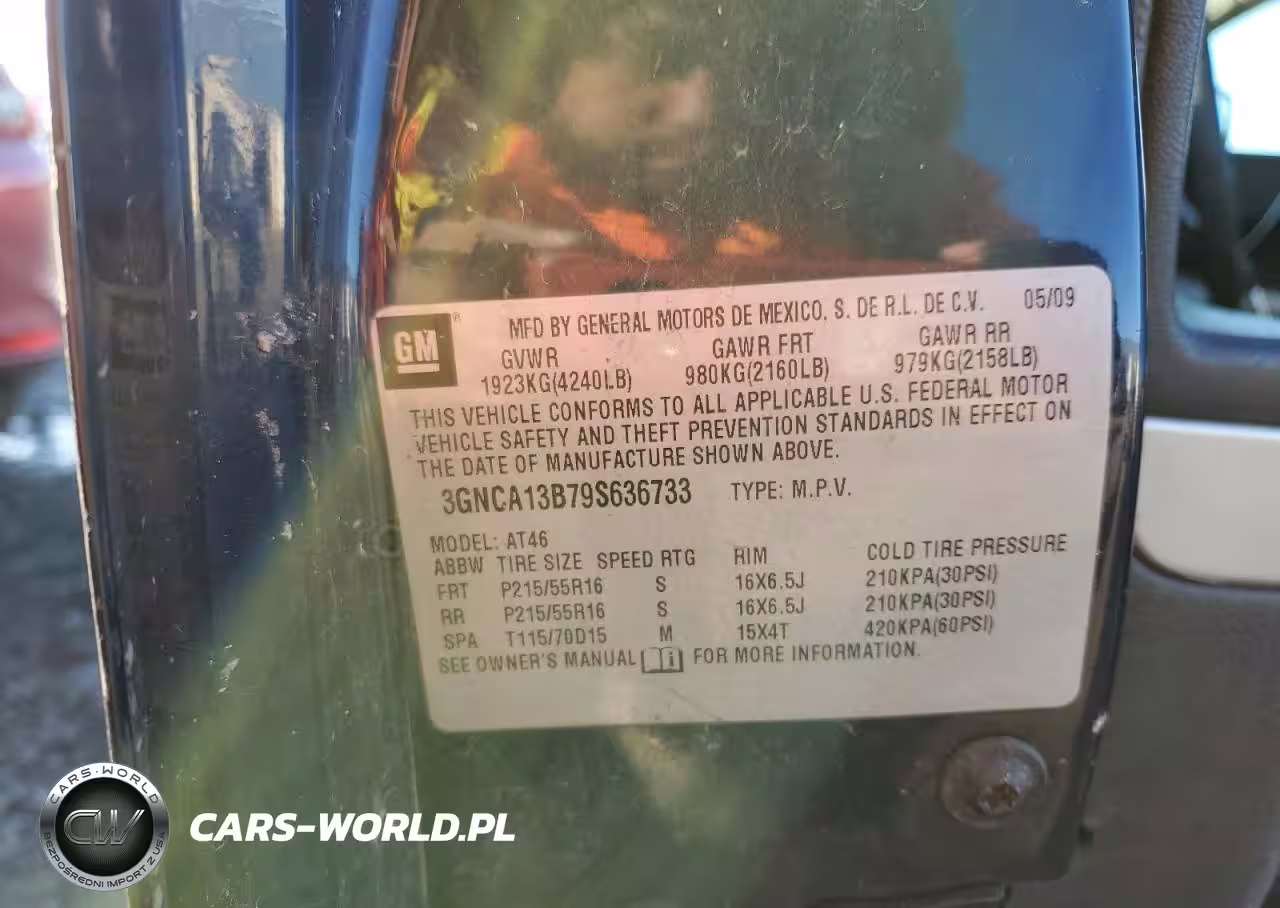 GM ® MFD BY GENERAL MOTORS DE MEXICO, S. DE R.L. DE C.V. 05/09
GVWR GAWR FRT GAWR RR
1923KG(4240LB) 980KG(2160LB) 979KG(2158LB)
THIS VEHICLE CONFORMS TO ALL APPLICABLE U.S. FEDERAL MOTOR
VEHICLE SAFETY AND THEFT PREVENTION STANDARDS IN EFFECT ON
THE DATE OF MANUFACTURE SHOWN ABOVE.
3GNCA13B79S636733 TYPE: M.P.V.
MODEL: AT46
ABBW TIRE SIZE SPEED RTG RIM COLD TIRE PRESSURE
FRT P215/55R16 S 16X6.5J 210KPA(30PSI)
RR P215/55R16 S 16X6.5J 210KPA(30PSI)
SPA T115/70D15 M 15X4T 420KPA(60PSI)
SEE OWNER'S MANUAL FOR MORE INFORMATION.
CARS-WORLD
CW
BEZPOŚREDNI IMPORT Z USA
CARS-WORLD.PL